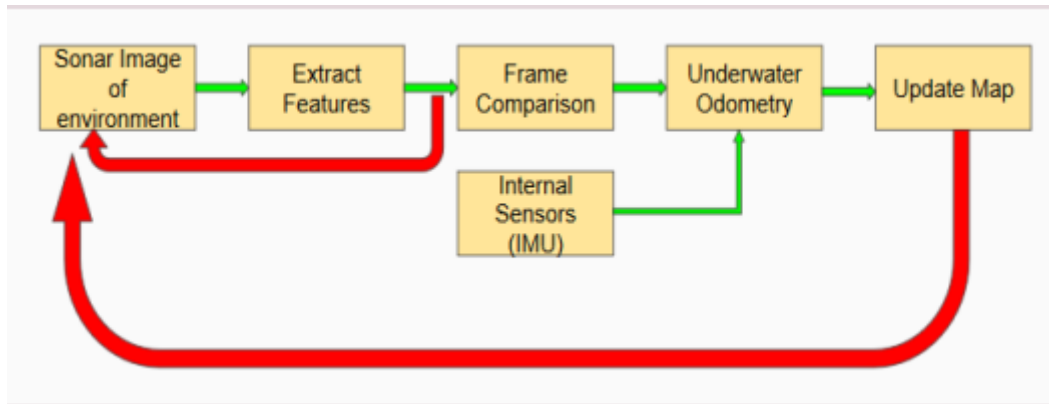 Sonar Image
of
environment
Extract
Features
Frame
Comparison
Underwater
Odometry
Update Map
Internal
Sensors
(IMU)